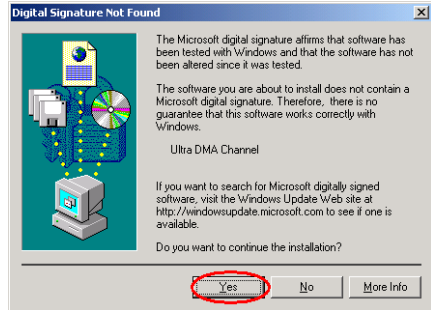 Digital Signature Not Found
The Microsoft digital signature affirms that software has
been tested with Windows and that the software has not
been altered since it was tested.
The software you are about to install does not contain a
Microsoft digital signature. Therefore, there is no
guarantee that this software works correctly with
Windows.
Ultra DMA Channel
If you want to search for Microsoft digitally signed
software, visit the Windows Update Web site at
http://windowsupdate.microsoft.com to see if one is
available.
Do you want to continue the installation?
Yes No More Info